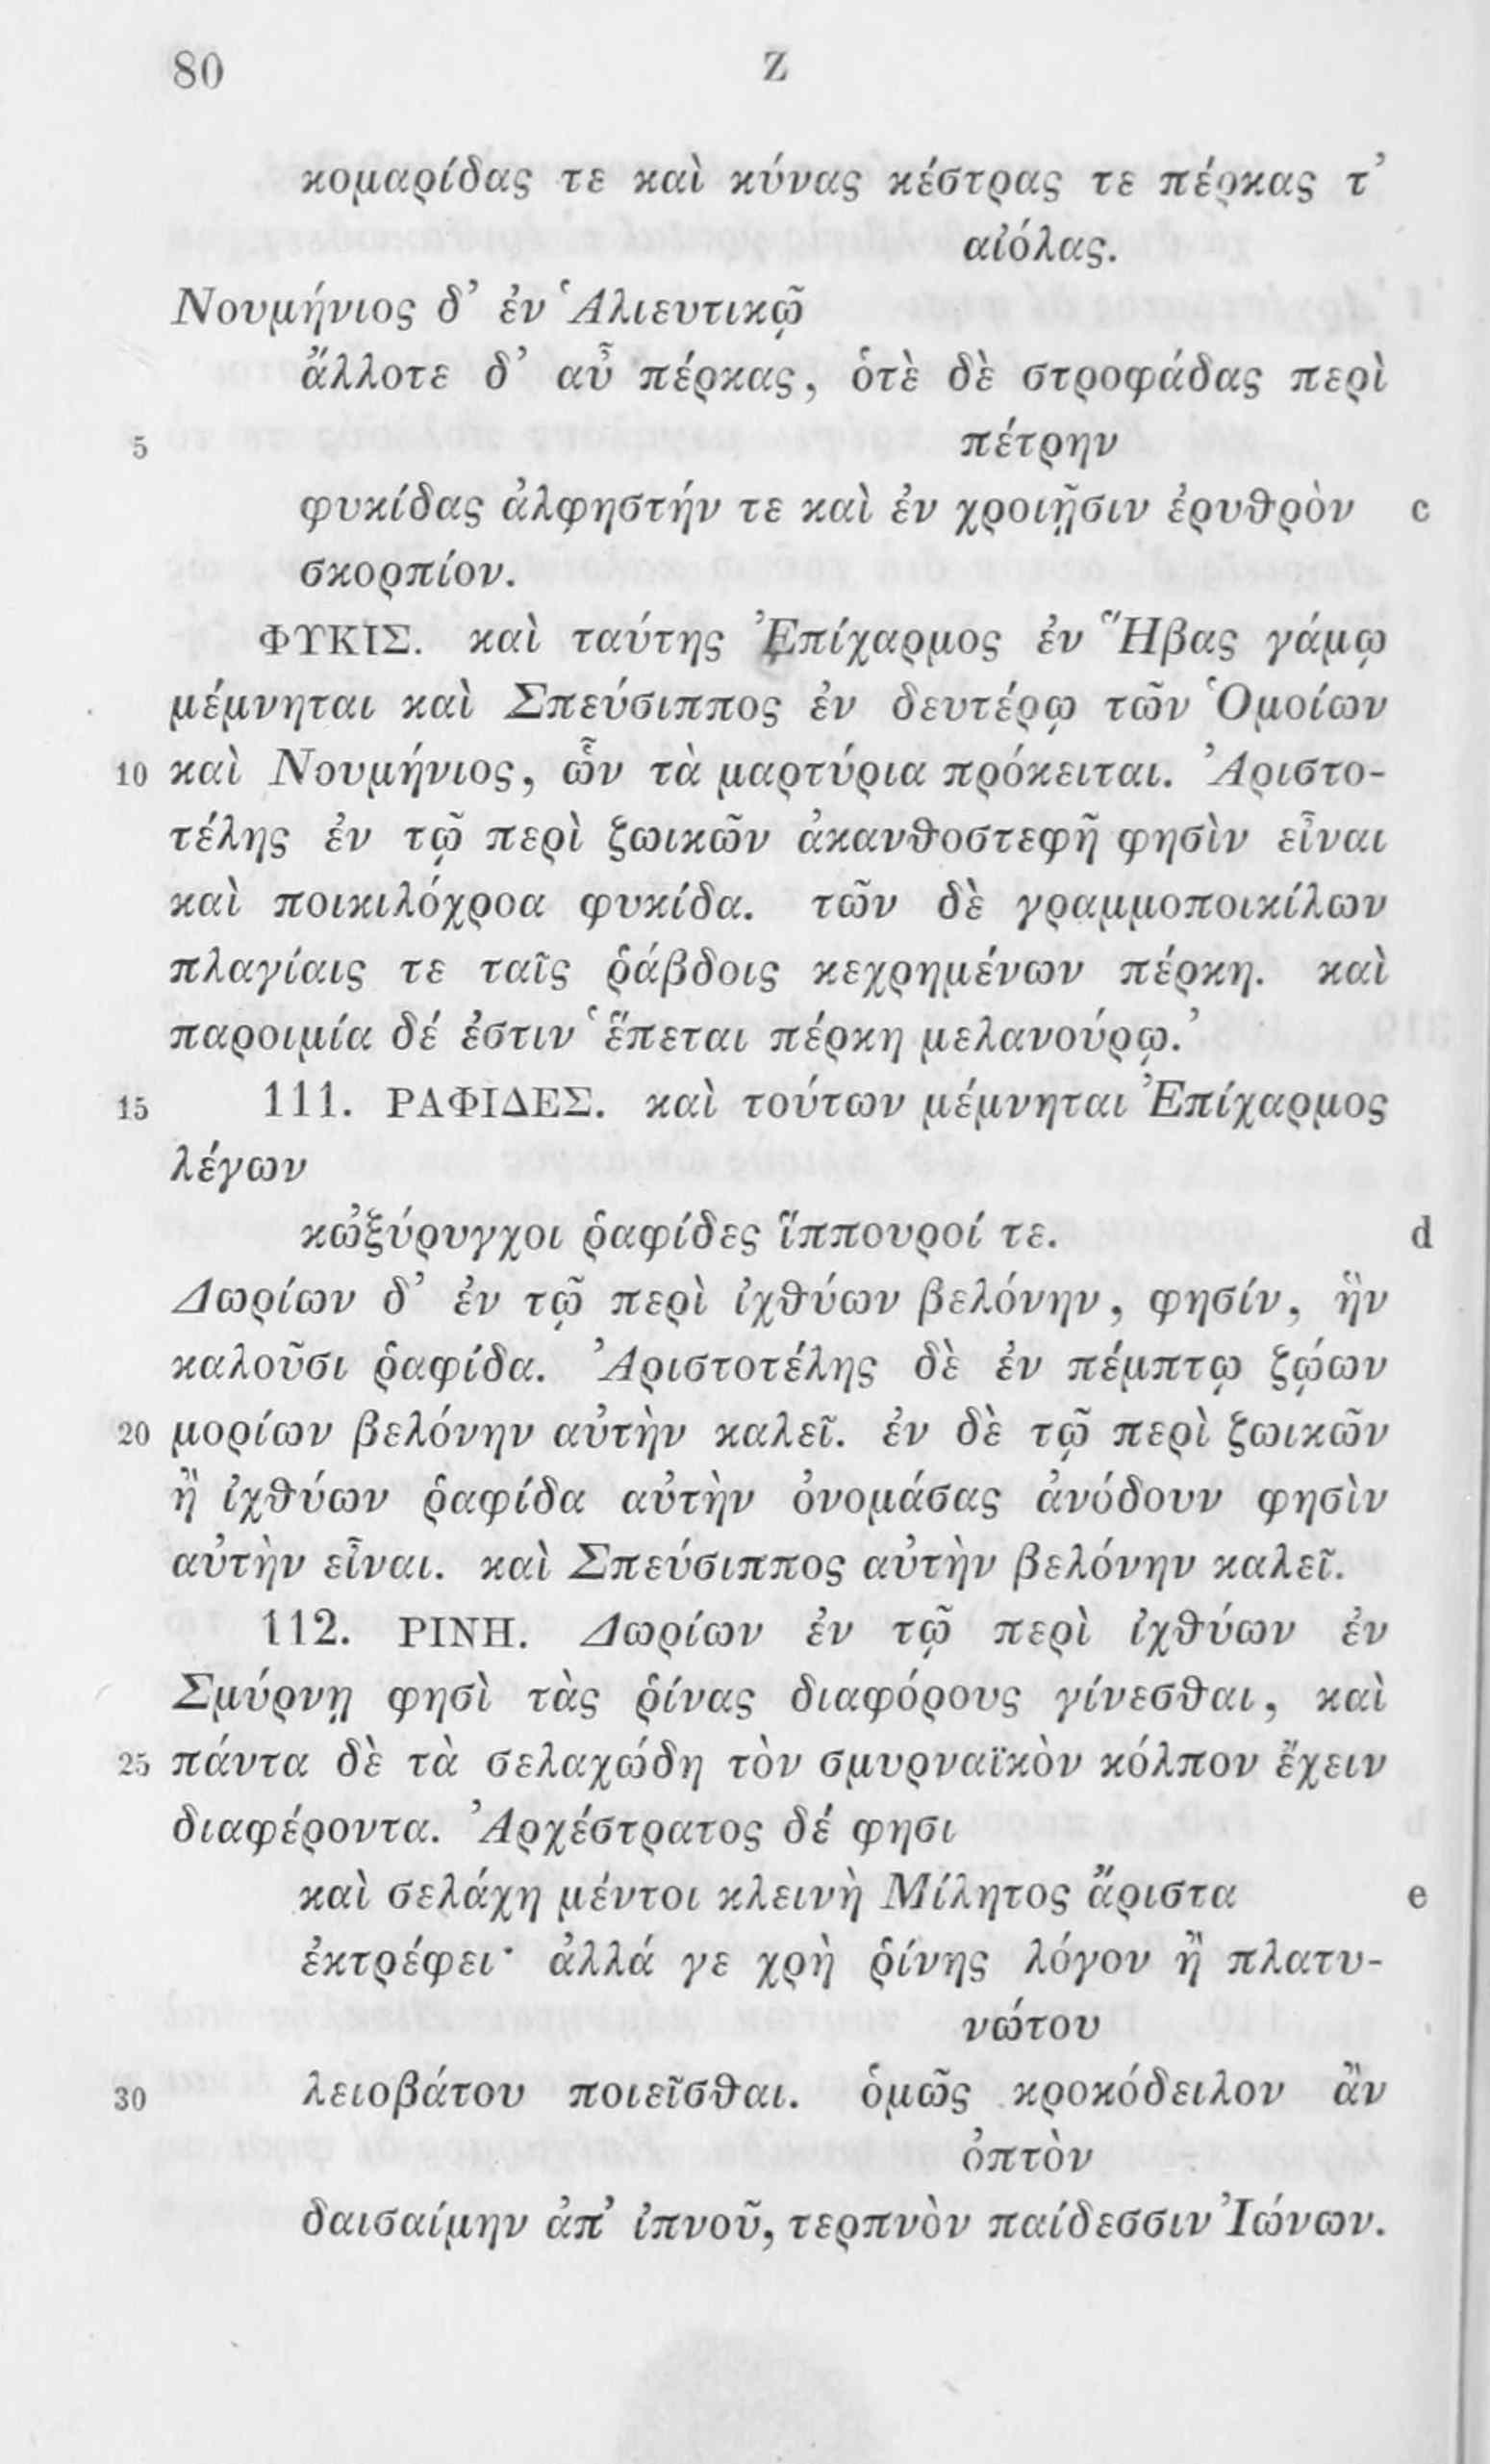 80 Z
κομαρίδας τε καὶ κύνας κέστρας τε πέρκας τ’
αἰόλας.
Νουμήνιος δ’ ἐν Ἁλιευτικῷ
ἄλλοτε δ’ αὖ πέρκας, ὁτὲ δὲ στροφάδας περὶ
5 πέτρην
φυκίδας ἀλφηστήν τε καὶ ἐν χροιῇσιν ἐρυθρὸν c
σκορπίον.
ΦΥΚΙΣ. καὶ ταύτης Ἐπίχαρμος ἐν Ἥβας γάμῳ
μέμνηται καὶ Σπεύσιππος ἐν δευτέρῳ τῶν Ὁμοίων
10 καὶ Νουμήνιος, ὧν τὰ μαρτύρια πρόκειται. Ἀριστο-
τέλης ἐν τῷ περὶ ζωικῶν ἀκανθοστεφῆ φησὶν εἶναι
καὶ ποικιλόχροα φυκίδα. τῶν δὲ γραμμοποικίλων
πλαγίαις τε ταῖς ῥάβδοις κεχρημένων πέρκη. καὶ
παροιμία δέ ἐστιν ‘ἕπεται πέρκη μελανούρῳ.’
15 111. ΡΑΦΙΔΕΣ. καὶ τούτων μέμνηται Ἐπίχαρμος
λέγων
κὠξύρυγχοι ῥαφίδες ἵππουροί τε. d
Δωρίων δ’ ἐν τῷ περὶ ἰχθύων βελόνην, φησίν, ἣν
καλοῦσι ῥαφίδα. Ἀριστοτέλης δὲ ἐν πέμπτῳ ζῴων
20 μορίων βελόνην αὐτὴν καλεῖ. ἐν δὲ τῷ περὶ ζωικῶν
ἢ ἰχθύων ῥαφίδα αὐτὴν ὀνομάσας ἀνόδουν φησὶν
αὐτὴν εἶναι. καὶ Σπεύσιππος αὐτὴν βελόνην καλεῖ.
112. ΡΙΝΗ. Δωρίων ἐν τῷ περὶ ἰχθύων ἐν
Σμύρνῃ φησὶ τὰς ῥίνας διαφόρους γίνεσθαι, καὶ
25 πάντα δὲ τὰ σελαχώδη τὸν σμυρναϊκὸν κόλπον ἔχειν
διαφέροντα. Ἀρχέστρατος δέ φησι
καὶ σελάχη μέντοι κλεινὴ Μίλητος ἄριστα e
ἐκτρέφει· ἀλλά γε χρὴ ῥίνης λόγον ἢ πλατυ-
νώτου
30 λειοβάτου ποιεῖσθαι. ὁμῶς κροκόδειλον ἂν
ὀπτὸν
δαισαίμην ἀπ’ ἰπνοῦ, τερπνὸν παίδεσσιν Ἰώνων.